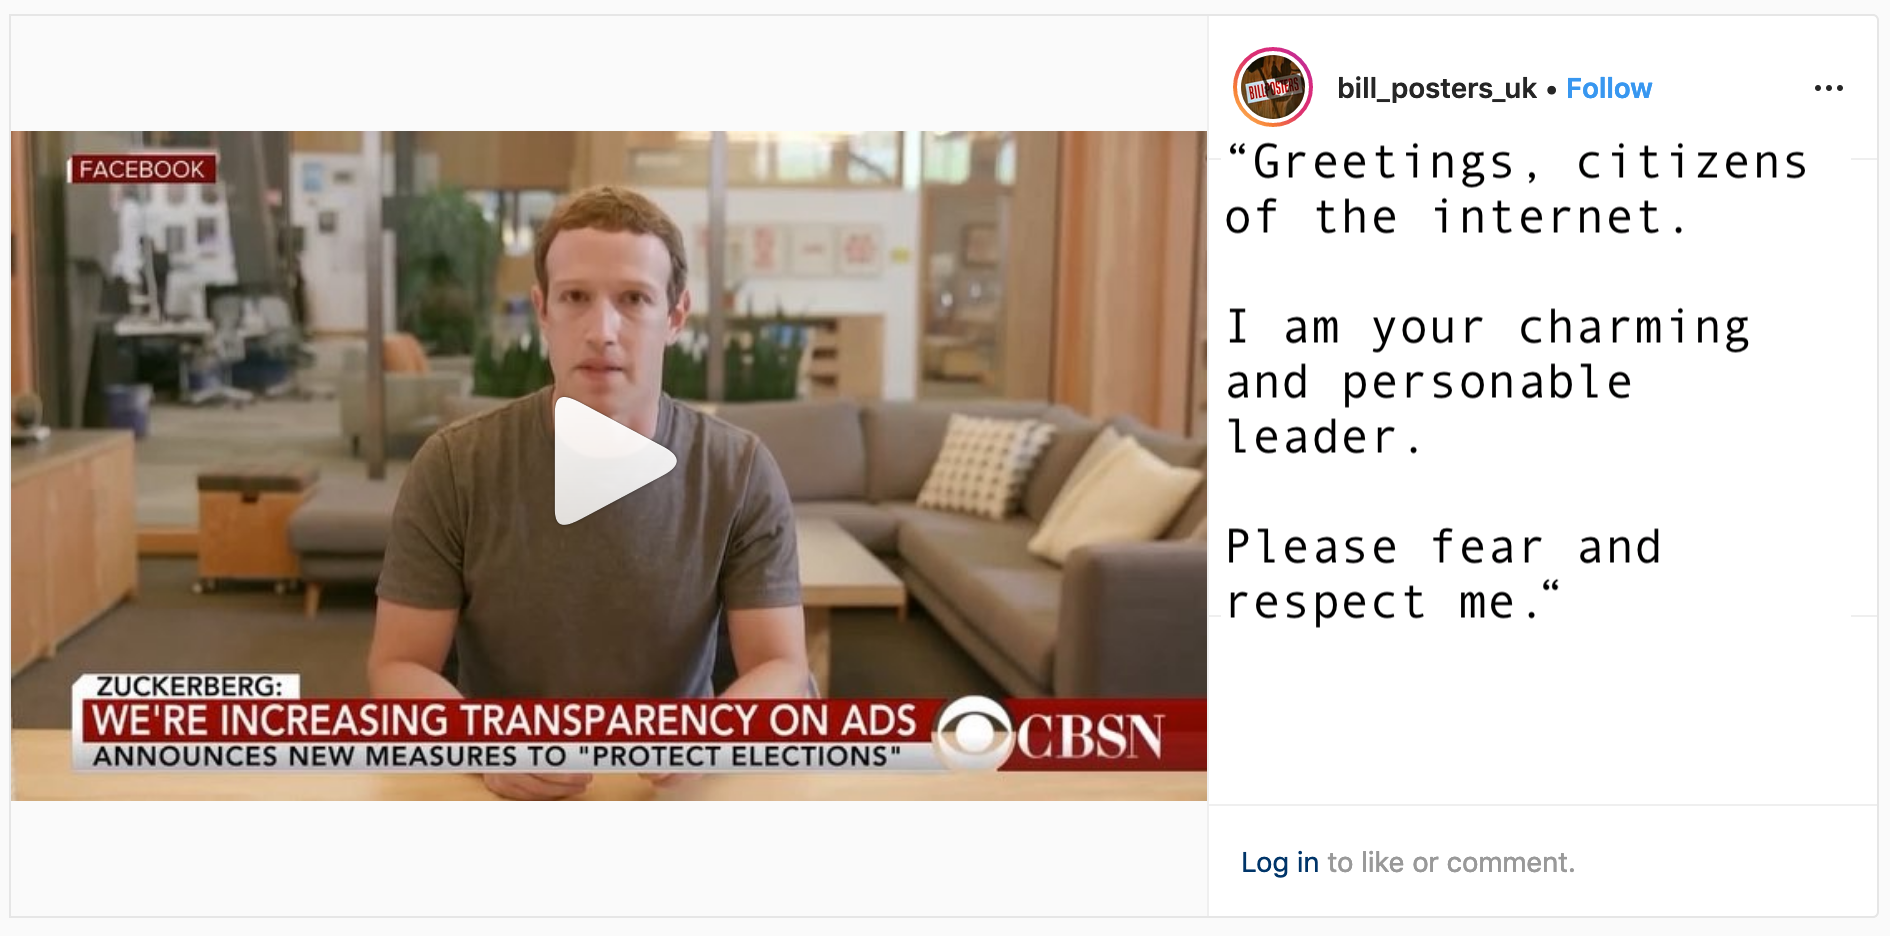 FACEBOOK
ZUCKERBERG:
WE'RE INCREASING TRANSPARENCY ON ADS
ANNOUNCES NEW MEASURES TO "PROTECT ELECTIONS"
CBSN
BILLPOSTERS
bill_posters_uk • Follow
“Greetings, citizens
of the internet.
I am your charming
and personable
leader.
Please fear and
respect me.“
Log in to like or comment.